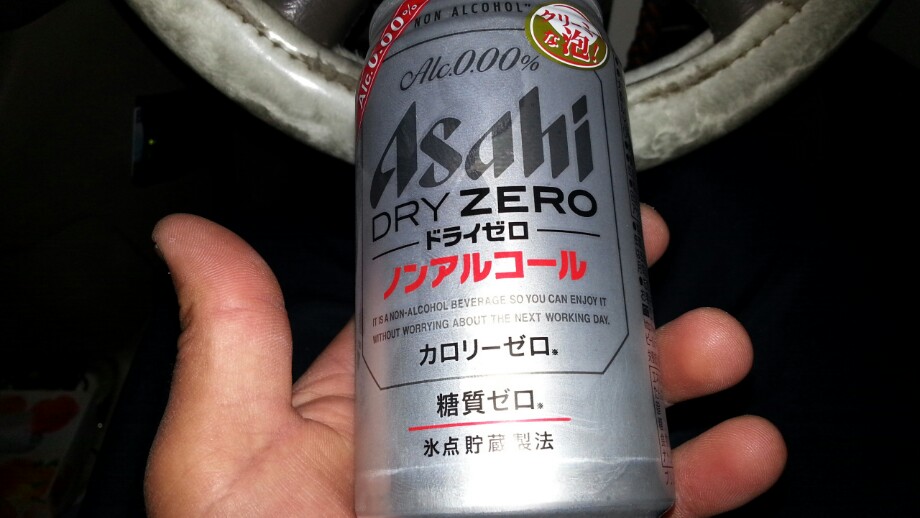 NON ALCOHOL
Alc.0.00%
クリーミーな泡!
Alc.0.00%
Asahi
DRY ZERO
ドライゼロ
ノンアルコール
IT IS A NON-ALCOHOL BEVERAGE SO YOU CAN ENJOY IT
WITHOUT WORRYING ABOUT THE NEXT WORKING DAY.
カロリーゼロ※
糖質ゼロ※
氷点貯蔵製法